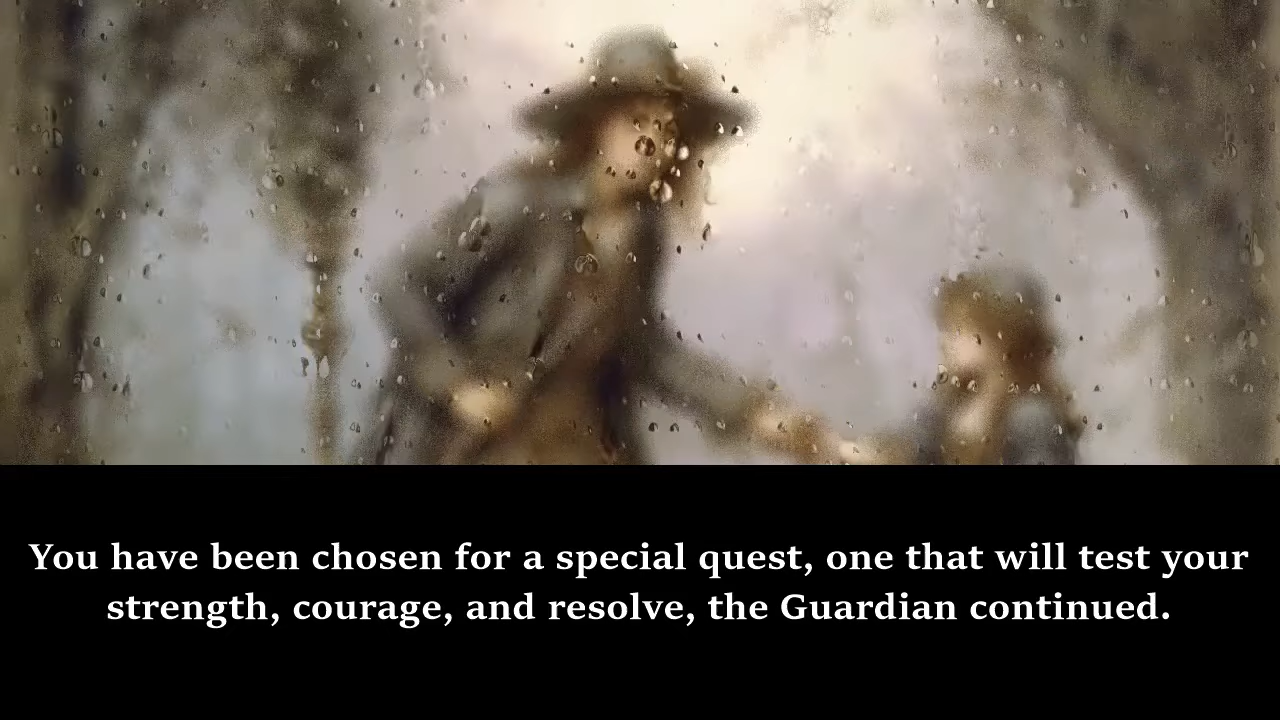 You have been chosen for a special quest, one that will test your
strength, courage, and resolve, the Guardian continued.